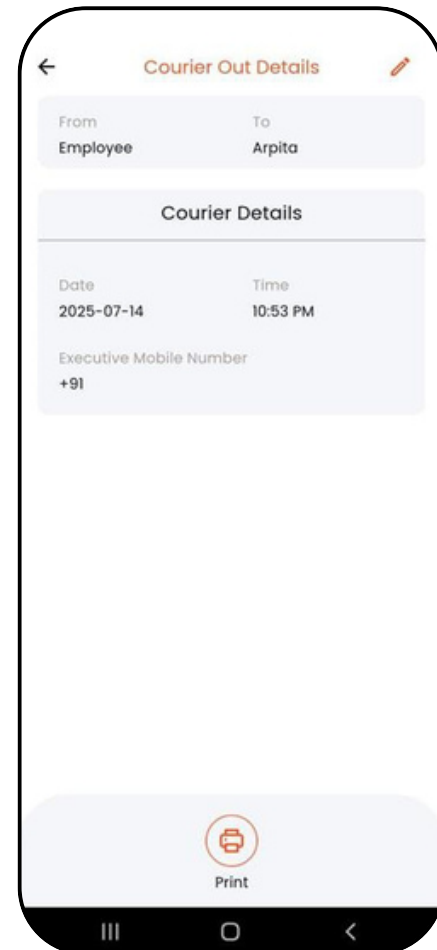 Courier Out Details
From To
Employee Arpita
Courier Details
Date Time
2025-07-14 10:53 PM
Executive Mobile Number
+91
Print